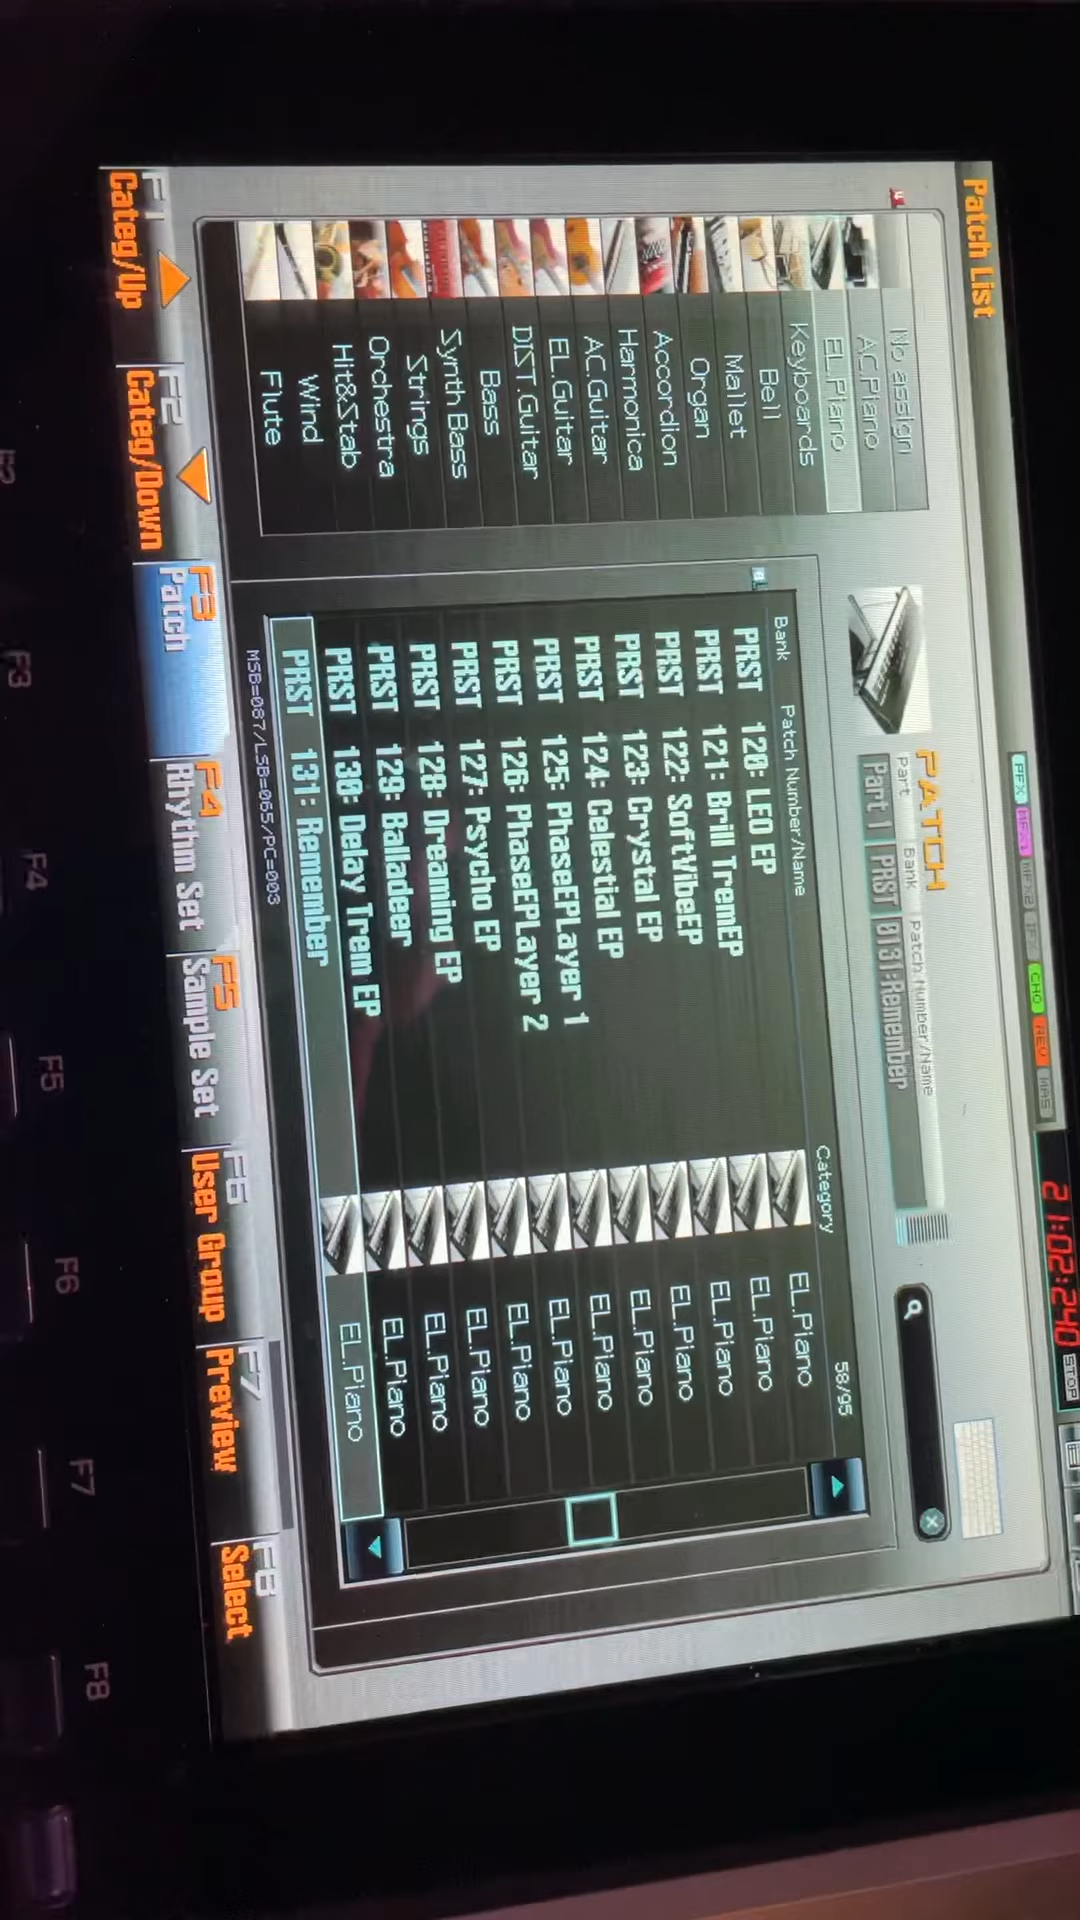 Patch List
PFX MFX1 MFX2 CHO REV MAS
21:02:240 STOP
PATCH
Part Bank Patch Number/Name
Part 1 PRST 0131:Remember
No assign
AC.Piano
EL.Piano
Keyboards
Bell
Mallet
Organ
Accordion
Harmonica
AC.Guitar
EL.Guitar
DIST.Guitar
Bass
Synth Bass
Strings
Orchestra
Hit&Stab
Wind
Flute
Bank Patch Number/Name Category 58/95
PRST 120: LEO EP EL.Piano
PRST 121: Brill TremEP EL.Piano
PRST 122: SoftVibeEP EL.Piano
PRST 123: Crystal EP EL.Piano
PRST 124: Celestial EP EL.Piano
PRST 125: PhaseEPLayer 1 EL.Piano
PRST 126: PhaseEPLayer 2 EL.Piano
PRST 127: Psycho EP EL.Piano
PRST 128: Dreaming EP EL.Piano
PRST 129: Baladeer EL.Piano
PRST 130: Delay Trem EP EL.Piano
PRST 131: Remember EL.Piano
MSB=087/LSB=065/PC=003
F1 F2 F3 F4 F5 F6 F7 F8
Categ/Up Categ/Down Patch Rhythm Set Sample Set User Group Preview Select
F3 F4 F5 F6 F7 F8